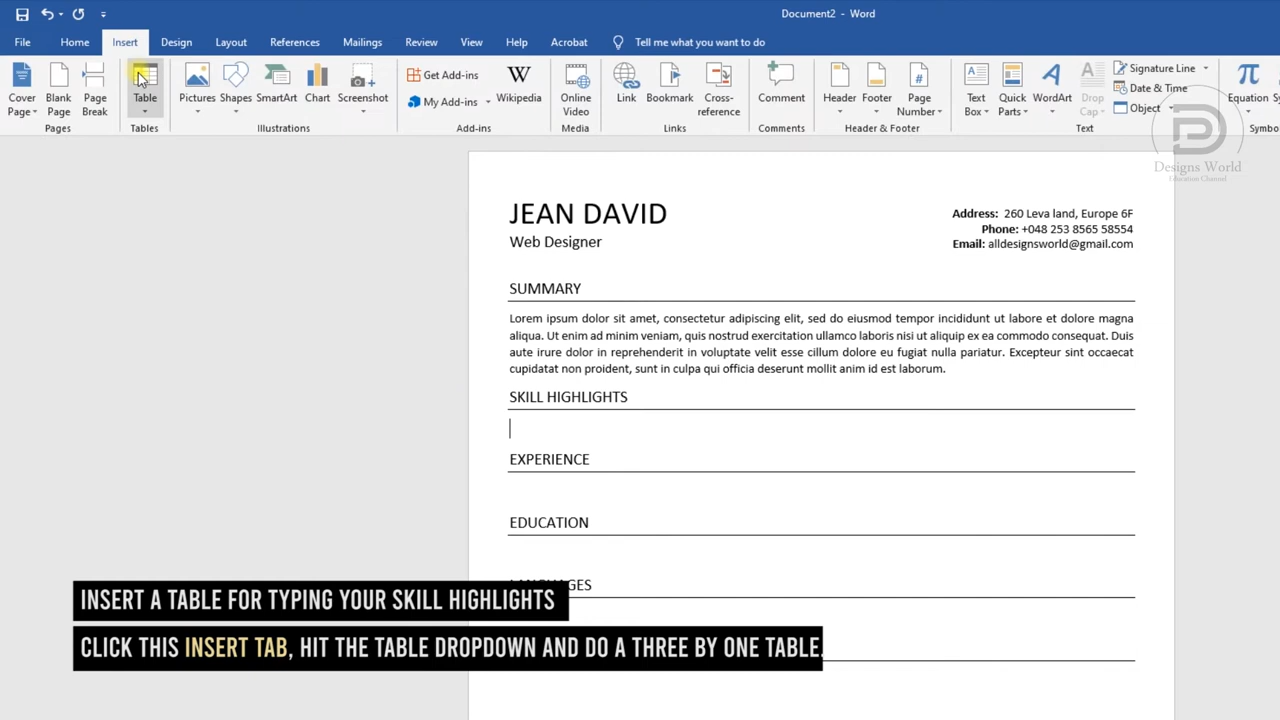 Document2 - Word
File Home Insert Design Layout References Mailings Review View Help Acrobat Tell me what you want to do
Cover Page
Blank Page
Page Break
Table
Pictures
Shapes
SmartArt
Chart
Screenshot
Get Add-ins
My Add-ins
Wikipedia
Online Video
Link
Bookmark
Cross-reference
Comment
Header
Footer
Page Number
Text Box
Quick Parts
WordArt
Drop Cap
Signature Line
Date & Time
Object
Equation
Pages Tables Illustrations Add-ins Media Links Comments Header & Footer Text
Designs World
Education Channel
JEAN DAVID
Web Designer
Address: 260 Leva land, Europe 6F
Phone: +048 253 8565 58554
Email: alldesignsworld@gmail.com
SUMMARY
Lorem ipsum dolor sit amet, consectetur adipiscing elit, sed do eiusmod tempor incididunt ut labore et dolore magna
aliqua. Ut enim ad minim veniam, quis nostrud exercitation ullamco laboris nisi ut aliquip ex ea commodo consequat. Duis
aute irure dolor in reprehenderit in voluptate velit esse cillum dolore eu fugiat nulla pariatur. Excepteur sint occaecat
cupidatat non proident, sunt in culpa qui officia deserunt mollit anim id est laborum.
SKILL HIGHLIGHTS
EXPERIENCE
EDUCATION
INSERT A TABLE FOR TYPING YOUR SKILL HIGHLIGHTS
CLICK THIS INSERT TAB, HIT THE TABLE DROPDOWN AND DO A THREE BY ONE TABLE.